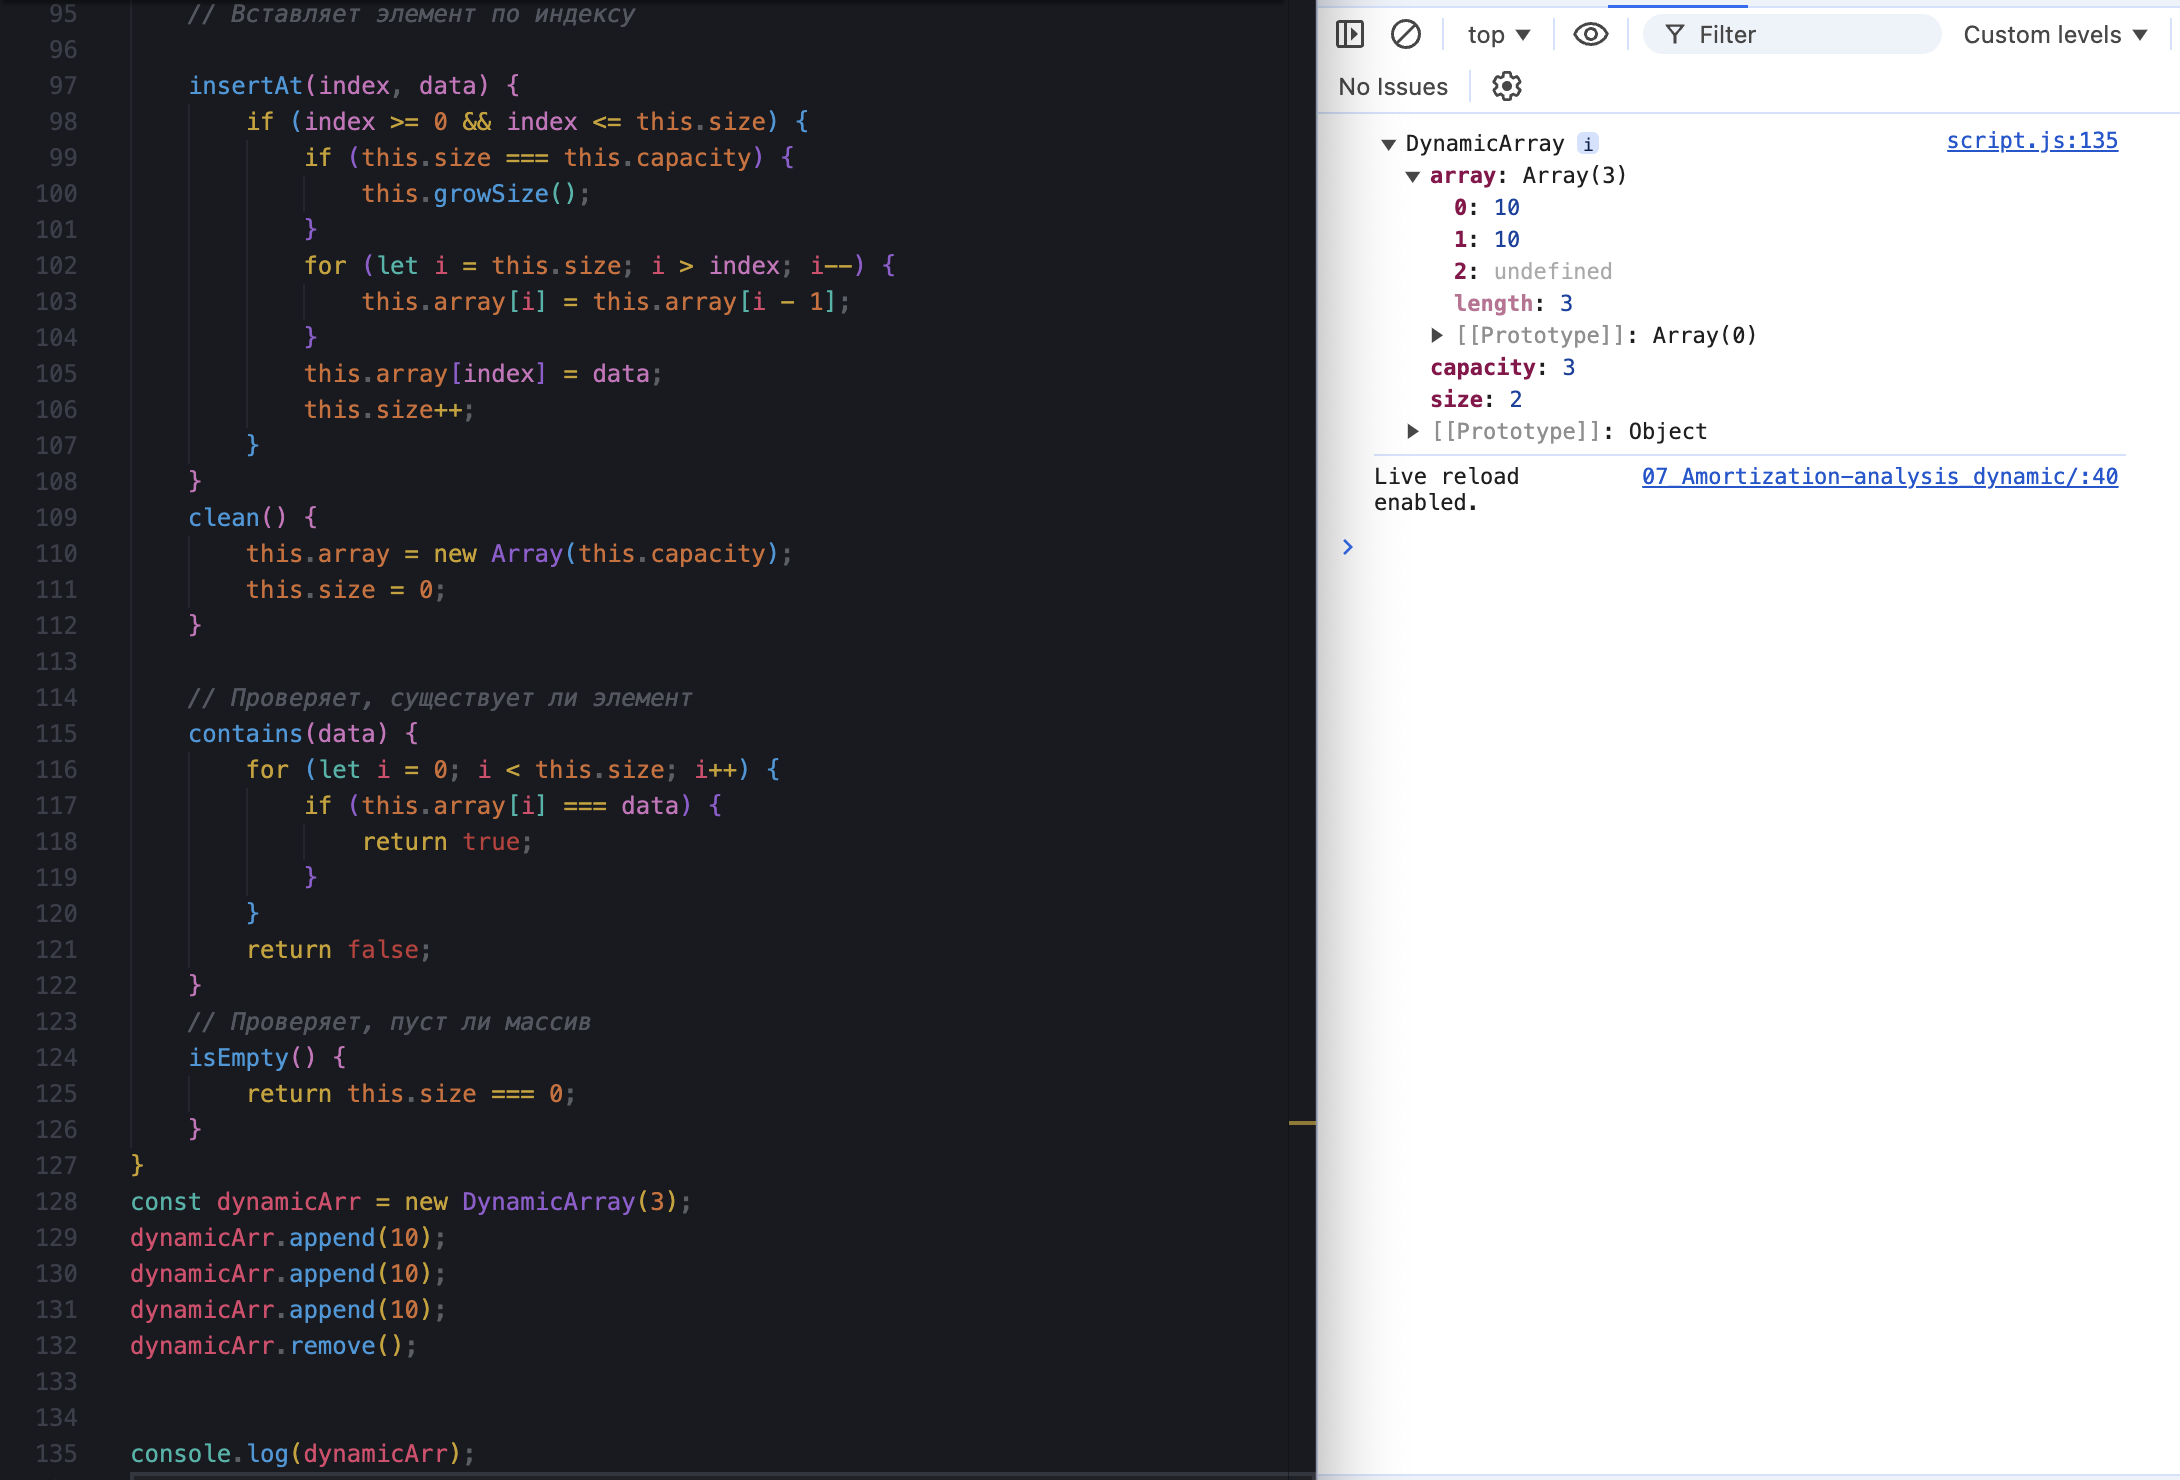 95 // Вставляет элемент по индексу
96
97 insertAt(index, data) {
98 if (index >= 0 && index <= this.size) {
99 if (this.size === this.capacity) {
100 this.growSize();
101 }
102 for (let i = this.size; i > index; i--) {
103 this.array[i] = this.array[i - 1];
104 }
105 this.array[index] = data;
106 this.size++;
107 }
108 }
109 clean() {
110 this.array = new Array(this.capacity);
111 this.size = 0;
112 }
113
114 // Проверяет, существует ли элемент
115 contains(data) {
116 for (let i = 0; i < this.size; i++) {
117 if (this.array[i] === data) {
118 return true;
119 }
120 }
121 return false;
122 }
123 // Проверяет, пуст ли массив
124 isEmpty() {
125 return this.size === 0;
126 }
127 }
128 const dynamicArr = new DynamicArray(3);
129 dynamicArr.append(10);
130 dynamicArr.append(10);
131 dynamicArr.append(10);
132 dynamicArr.remove();
133
134
135 console.log(dynamicArr);
top Filter Custom levels
No Issues
DynamicArray i script.js:135
array: Array(3)
0: 10
1: 10
2: undefined
length: 3
[[Prototype]]: Array(0)
capacity: 3
size: 2
[[Prototype]]: Object
Live reload 07_Amortization-analysis_dynamic/:40
enabled.